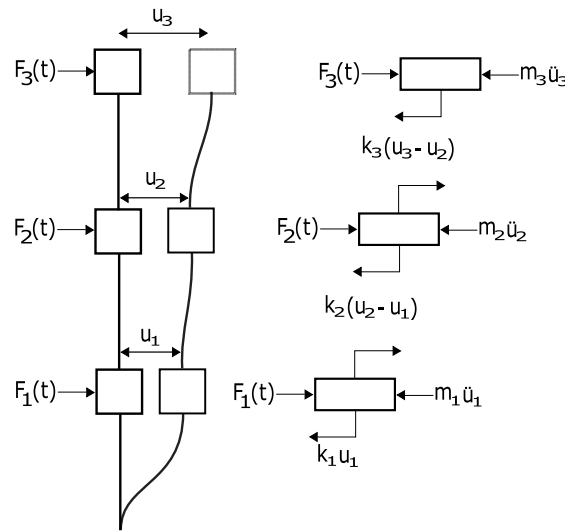 u₃
F₃(t)
F₃(t)
m₃ü₃
k₃(u₃ - u₂)
u₂
F₂(t)
F₂(t)
m₂ü₂
k₂(u₂ - u₁)
u₁
F₁(t)
F₁(t)
m₁ü₁
k₁u₁